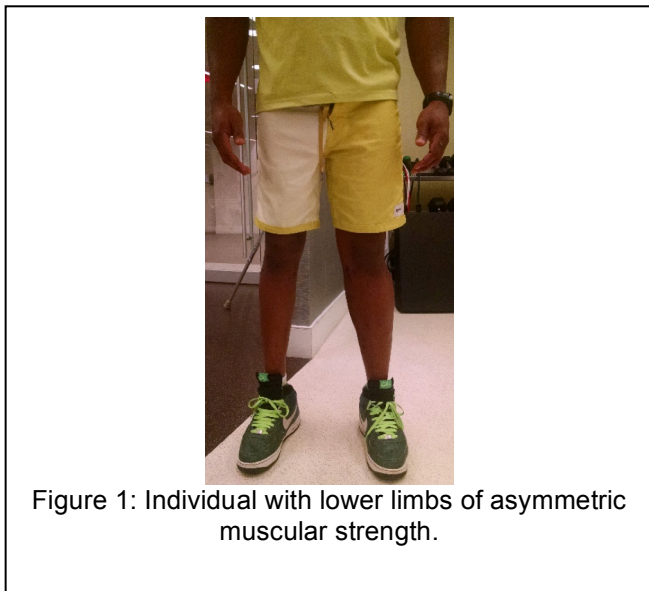 Figure 1: Individual with lower limbs of asymmetric
muscular strength.